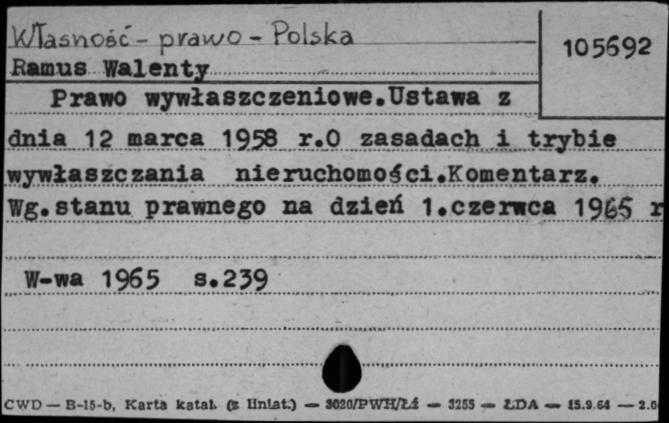 Własność - prawo - Polska
105692
Ramus Walenty
Prawo wywłaszczeniowe.Ustawa z
dnia 12 marca 1958 r.O zasadach i trybie
wywłaszczania nieruchomości.Komentarz.
Wg.stanu prawnego na dzień 1.czerwca 1965 r
W-wa 1965 s.239
CWD — B-15-b, Karta katal. (z liniat.) — 3020/PWH/Łź — 3255 — ŁDA — 15.9.64 — 2.0